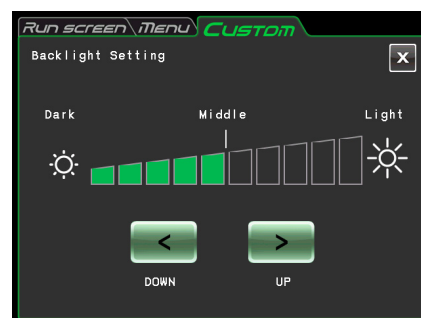 Run screen Menu Custom
Backlight Setting X
Dark Middle Light
< >
DOWN UP